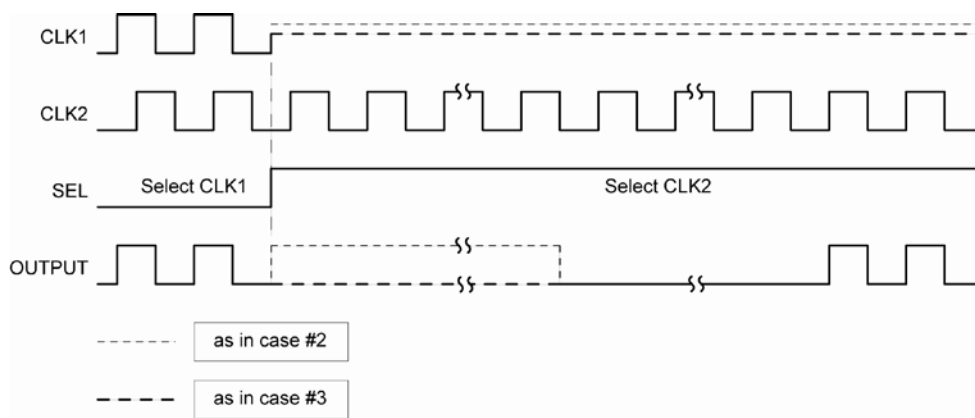 CLK1
CLK2
SEL Select CLK1 Select CLK2
OUTPUT
as in case #2
as in case #3